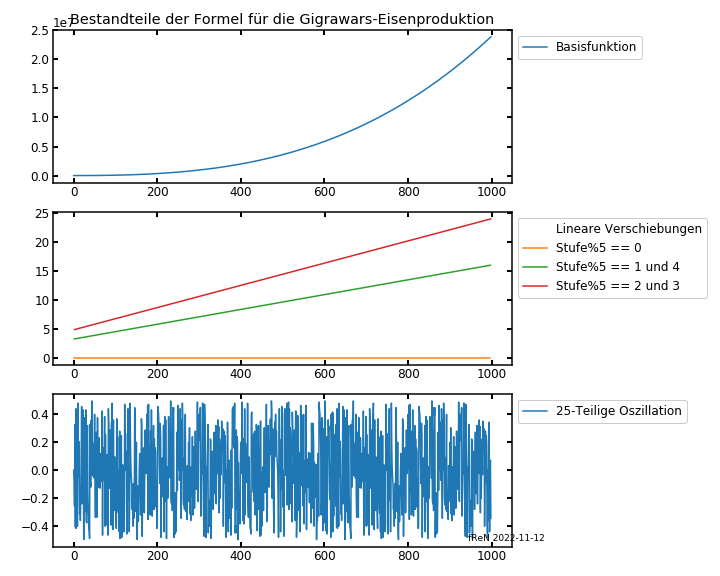 Bestandteile der Formel für die Gigrawars-Eisenproduktion
1e7
2.5
2.0
1.5
1.0
0.5
0.0
0 200 400 600 800 1000
Basisfunktion
25
20
15
10
5
0
0 200 400 600 800 1000
Lineare Verschiebungen
Stufe%5 == 0
Stufe%5 == 1 und 4
Stufe%5 == 2 und 3
0.4
0.2
0.0
−0.2
−0.4
0 200 400 600 800 1000
25-Teilige Oszillation
fReN 2022-11-12